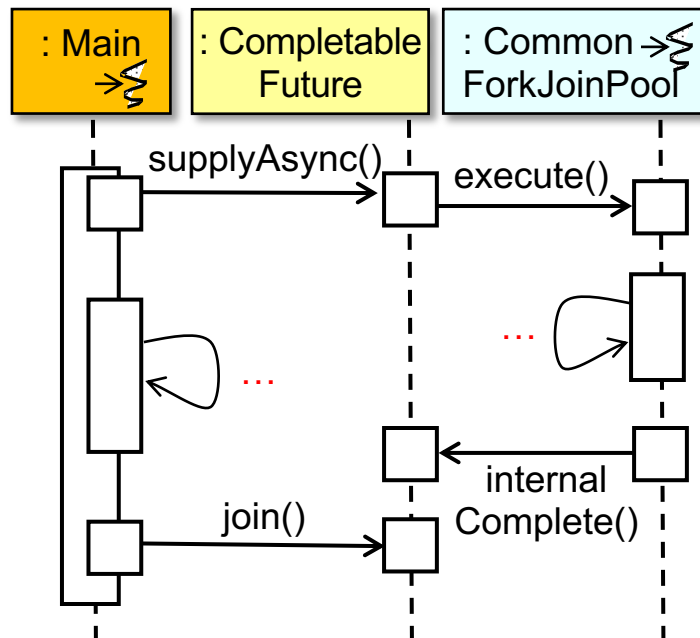 : Main
: Completable
Future
: Common
ForkJoinPool
supplyAsync()
execute()
...
...
internal
Complete()
join()